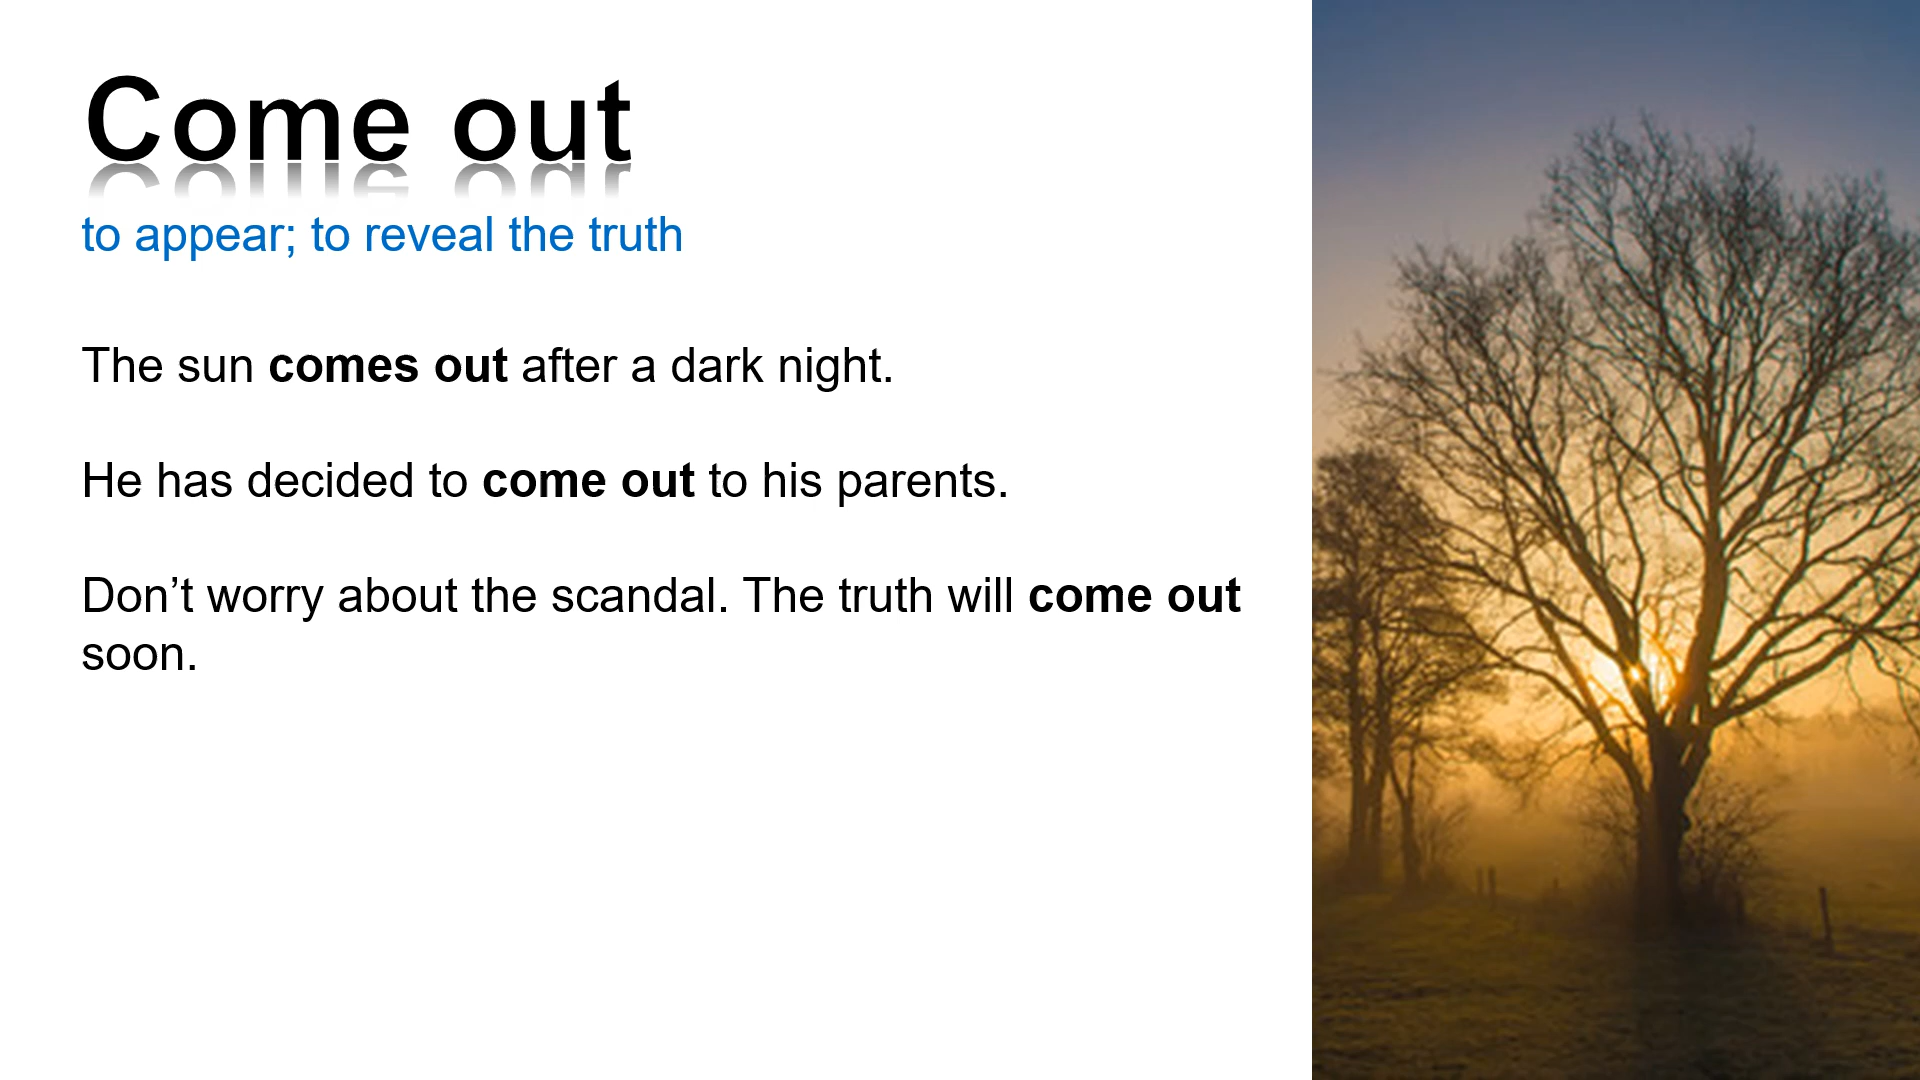 Come out
to appear; to reveal the truth
The sun comes out after a dark night.
He has decided to come out to his parents.
Don’t worry about the scandal. The truth will come out
soon.